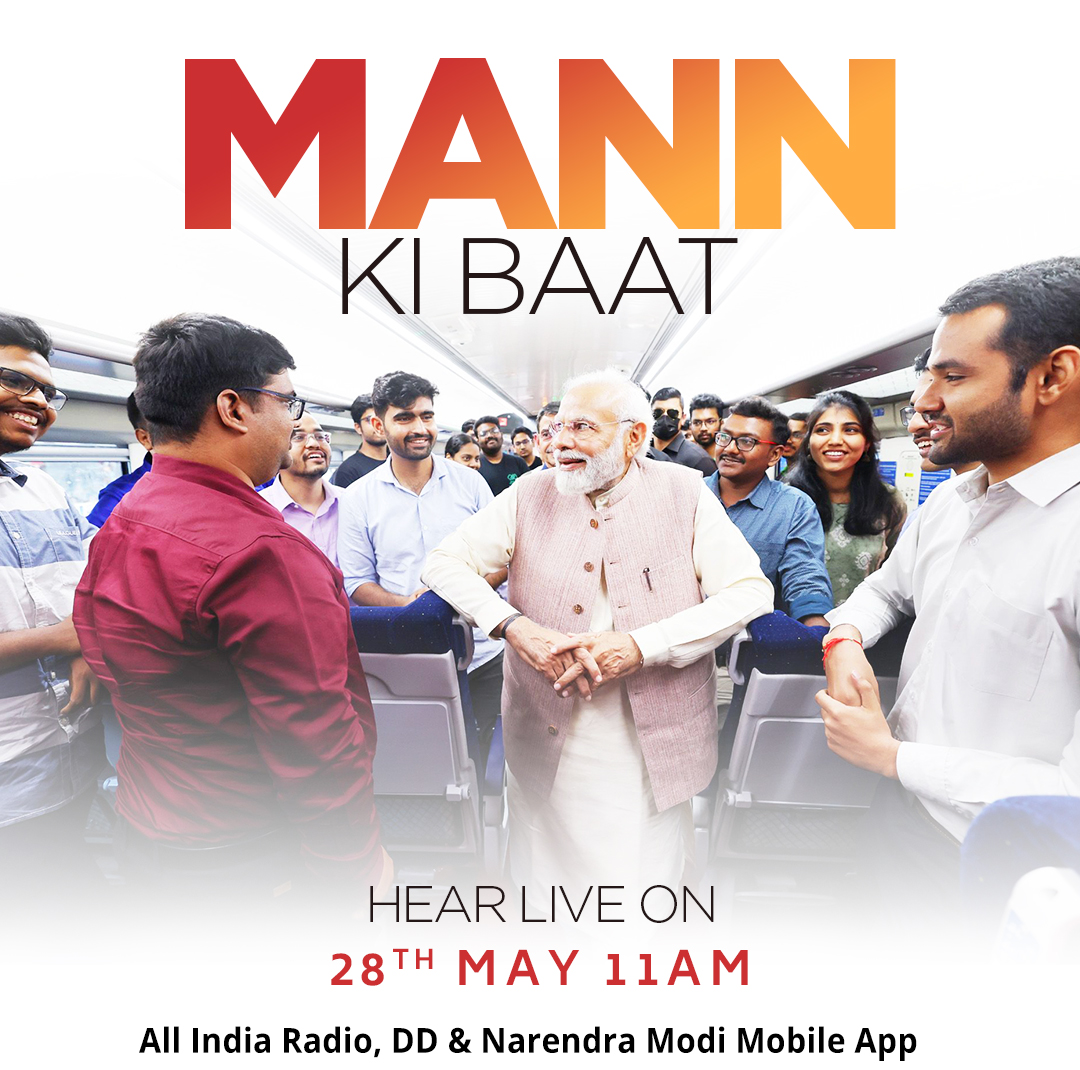 MANN
KI BAAT
HEAR LIVE ON
28TH MAY 11AM
All India Radio, DD & Narendra Modi Mobile App